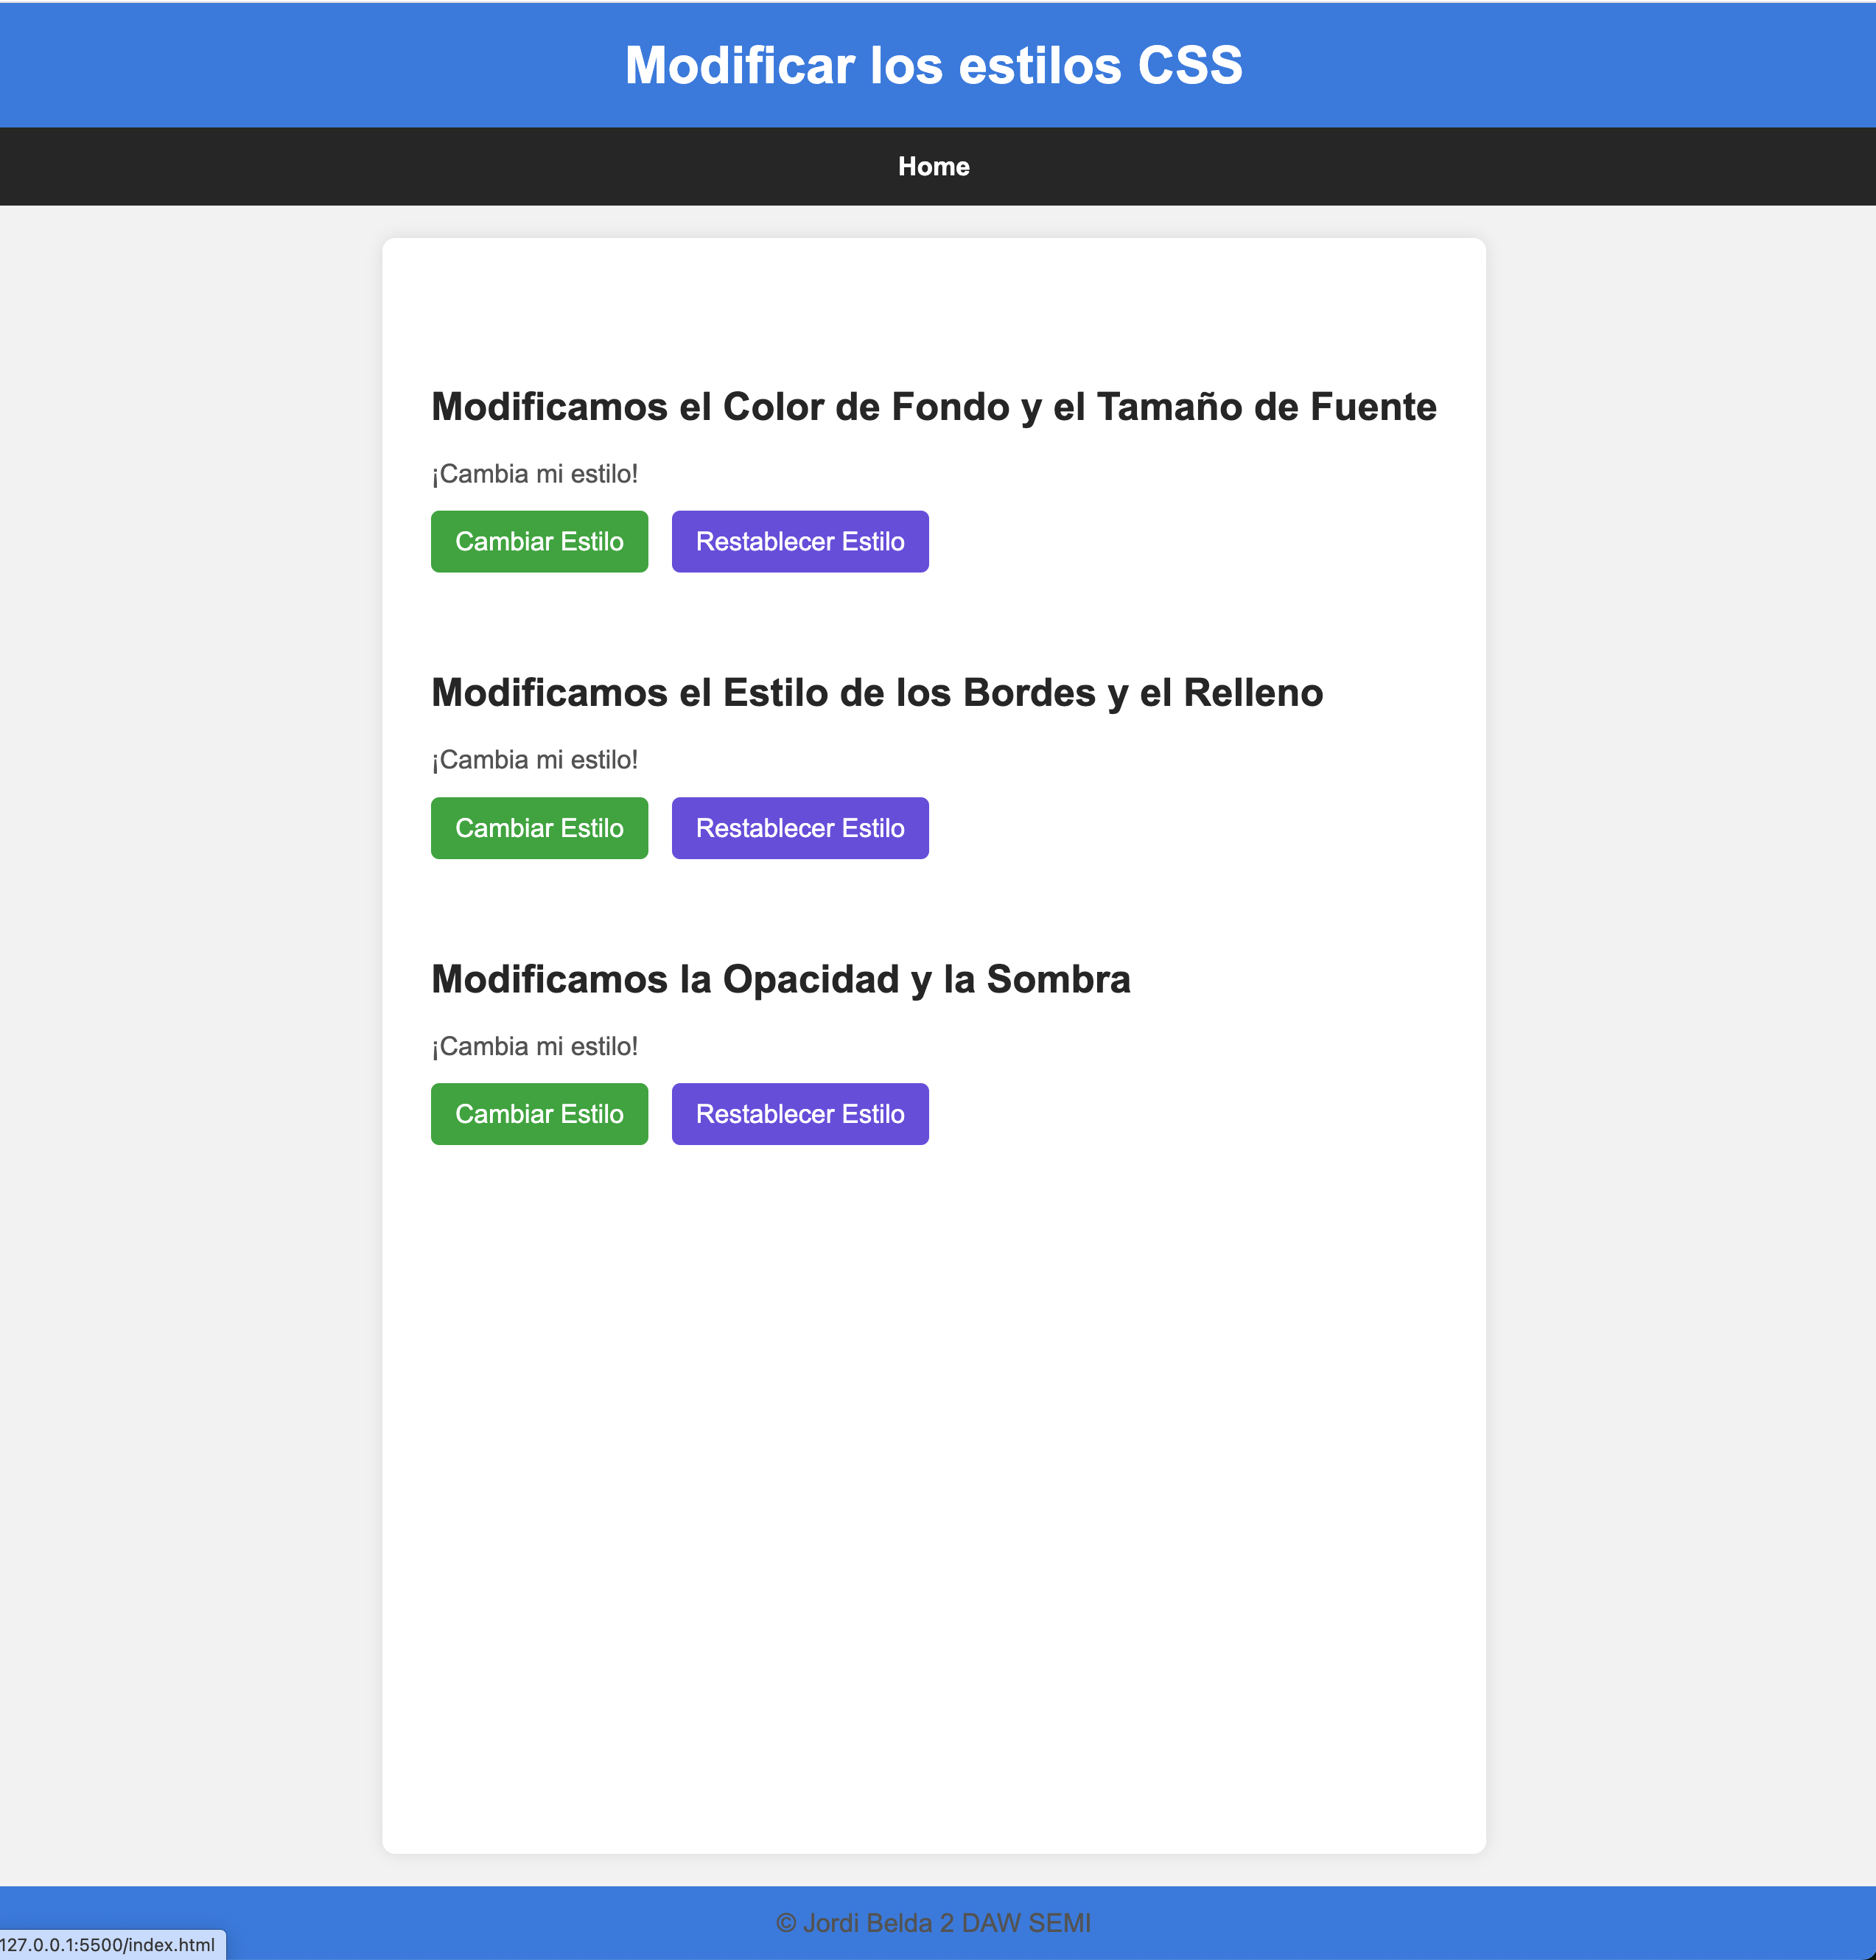 Modificar los estilos CSS
Home
Modificamos el Color de Fondo y el Tamaño de Fuente
¡Cambia mi estilo!
Cambiar Estilo Restablecer Estilo
Modificamos el Estilo de los Bordes y el Relleno
¡Cambia mi estilo!
Cambiar Estilo Restablecer Estilo
Modificamos la Opacidad y la Sombra
¡Cambia mi estilo!
Cambiar Estilo Restablecer Estilo
© Jordi Belda 2 DAW SEMI
127.0.0.1:5500/index.html